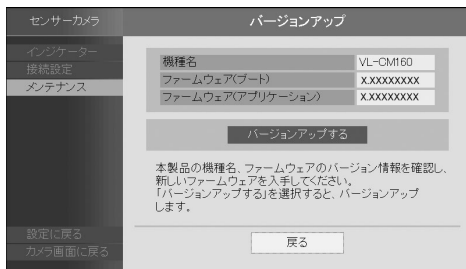 センサーカメラ
バージョンアップ
インジケーター
接続設定
メンテナンス
機種名 VL-CM160
ファームウェア(ブート) X.XXXXXXXX
ファームウェア(アプリケーション) X.XXXXXXXX
バージョンアップする
本製品の機種名、ファームウェアのバージョン情報を確認し、
新しいファームウェアを入手してください。
「バージョンアップする」を選択すると、バージョンアップ
します。
設定に戻る
カメラ画面に戻る
戻る